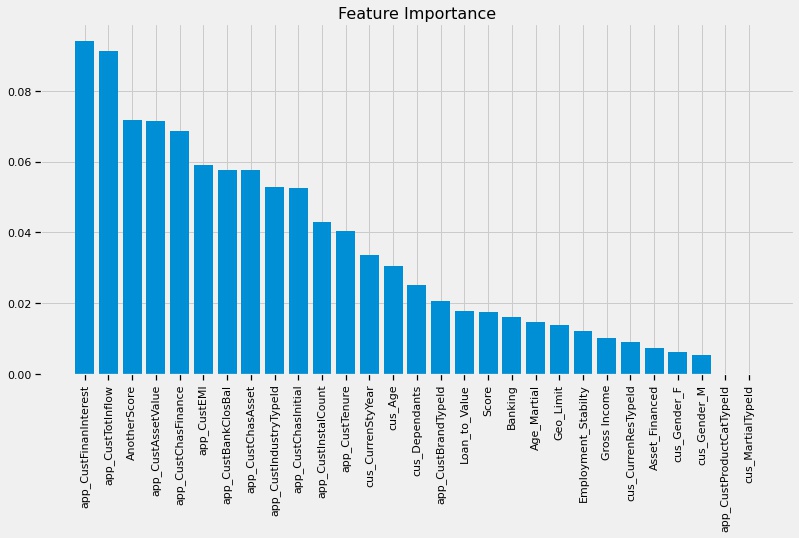 Feature Importance
0.08
0.06
0.04
0.02
0.00
app_CustFinanInterest
app_CustTotInflow
AnotherScore
app_CustAssetValue
app_CustChasFinance
app_CustEMI
app_CustBankClosBal
app_CustChasAsset
app_CustIndustryTypeId
app_CustChasInitial
app_CustInstalCount
app_CustTenure
cus_CurrenStyYear
cus_Age
cus_Dependants
app_CustBrandTypeId
Loan_to_Value
Score
Banking
Age_Martial
Geo_Limit
Employment_Stability
Gross Income
cus_CurrenResTypeId
Asset_Financed
cus_Gender_F
cus_Gender_M
app_CustProductCatTypeId
cus_MartialTypeId